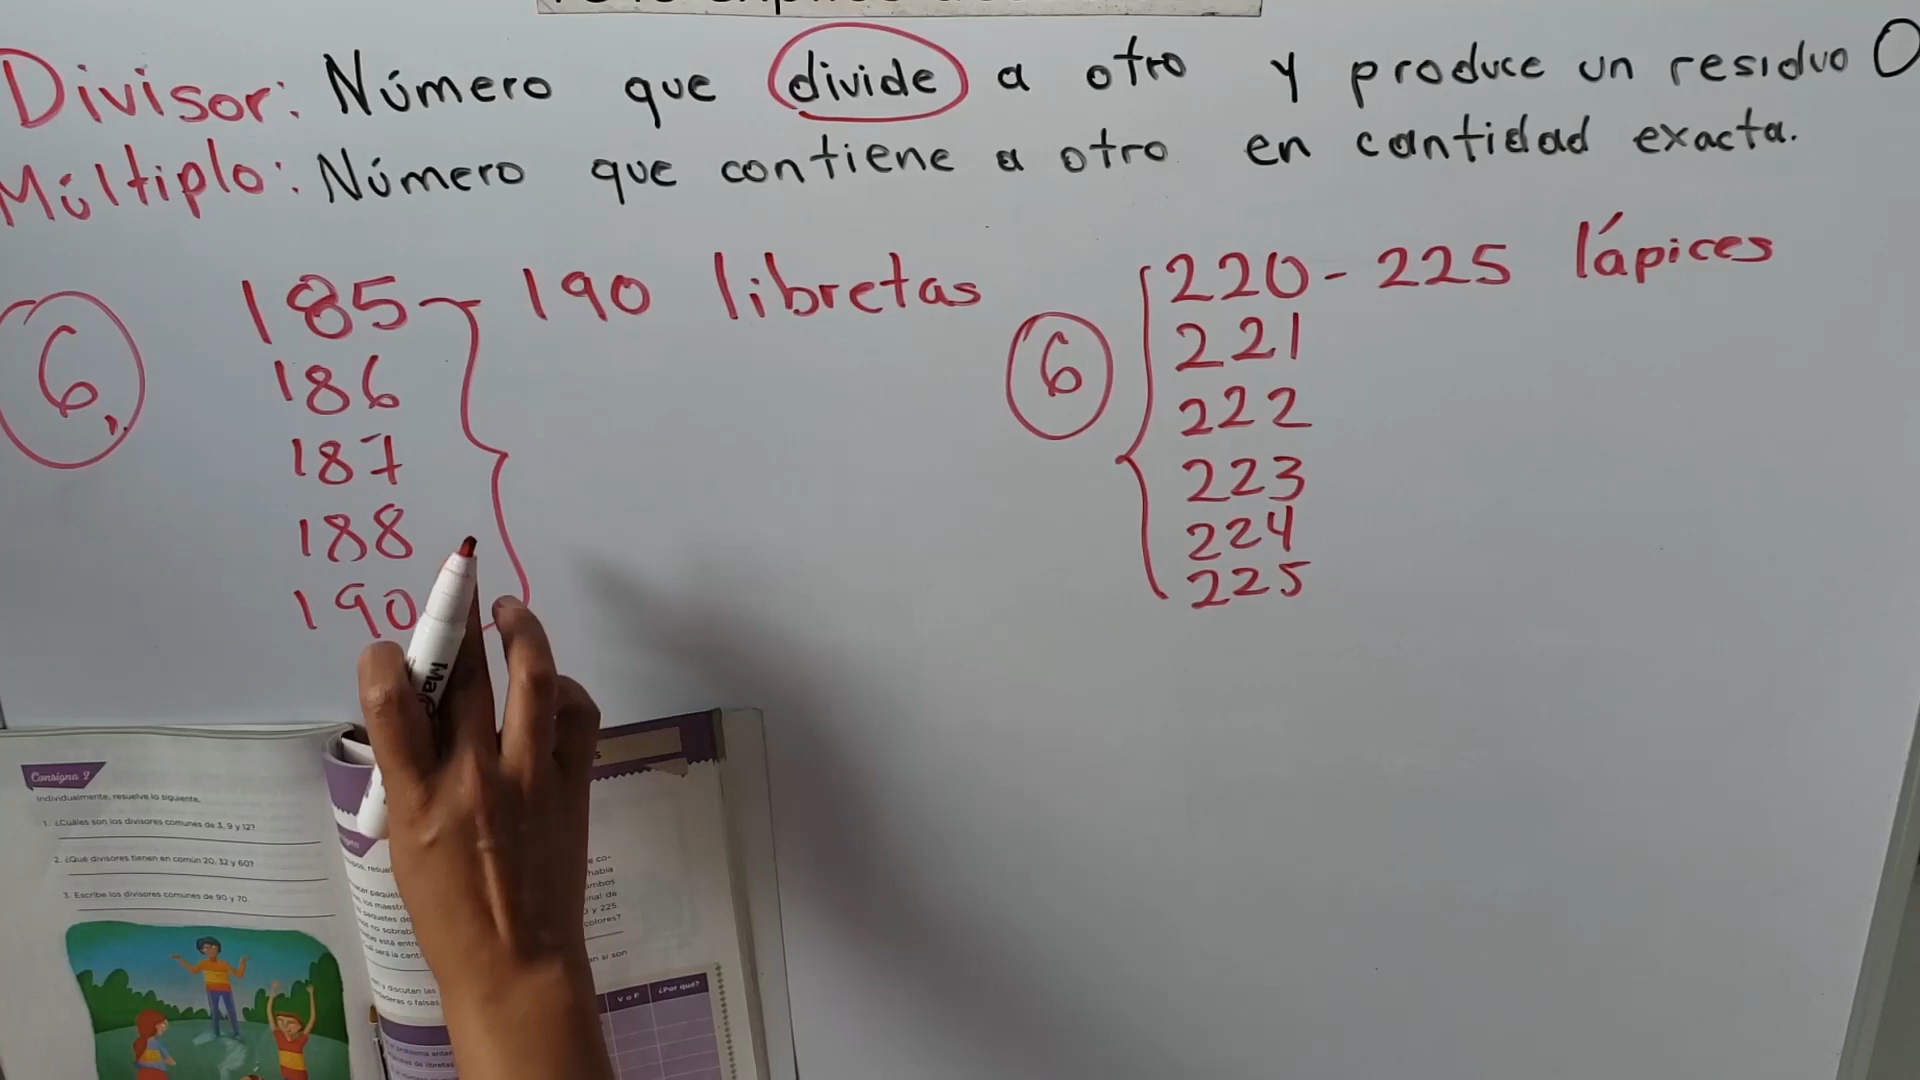 Divisor: Número que divide a otro y produce un residuo 0
Múltiplo: Número que contiene a otro en cantidad exacta.
6 185 - 190 libretas
186
187
188
190
6 220 - 225 lápices
221
222
223
224
225
Consigna 2
Individualmente, resuelve lo siguiente.
1. ¿Cuáles son los divisores comunes de 3, 9 y 12?
2. ¿Qué divisores tienen en común 20, 32 y 60?
3. Escribe los divisores comunes de 90 y 70.
y 225
colores?
V o F ¿Por qué?